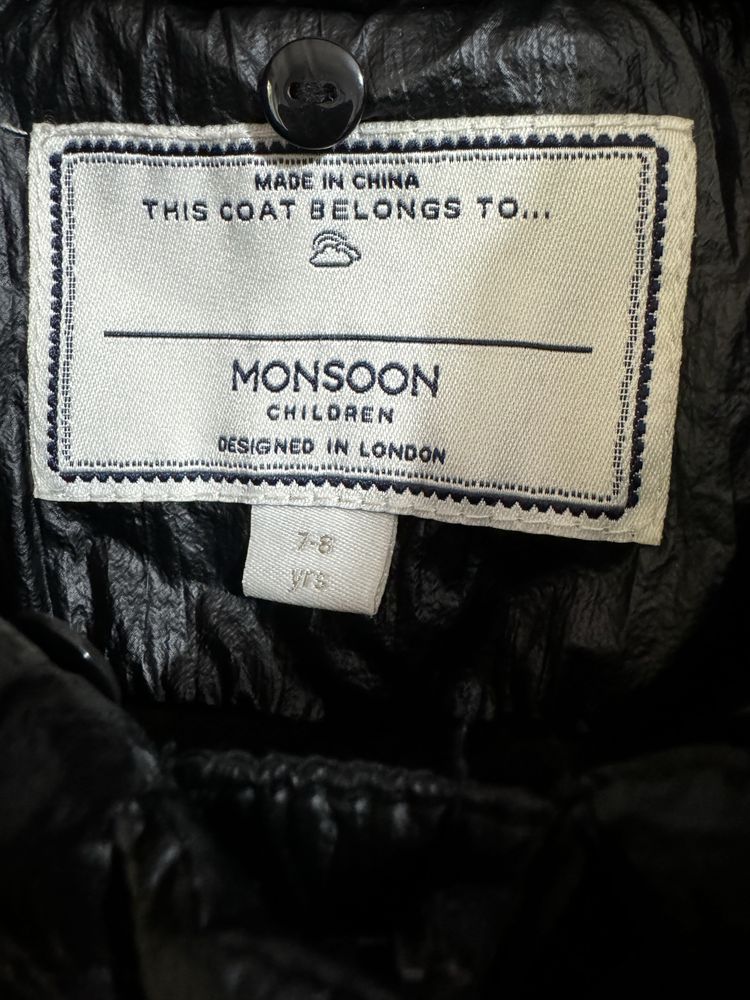 MADE IN CHINA
THIS COAT BELONGS TO...
MONSOON
CHILDREN
DESIGNED IN LONDON
7-8
yrs